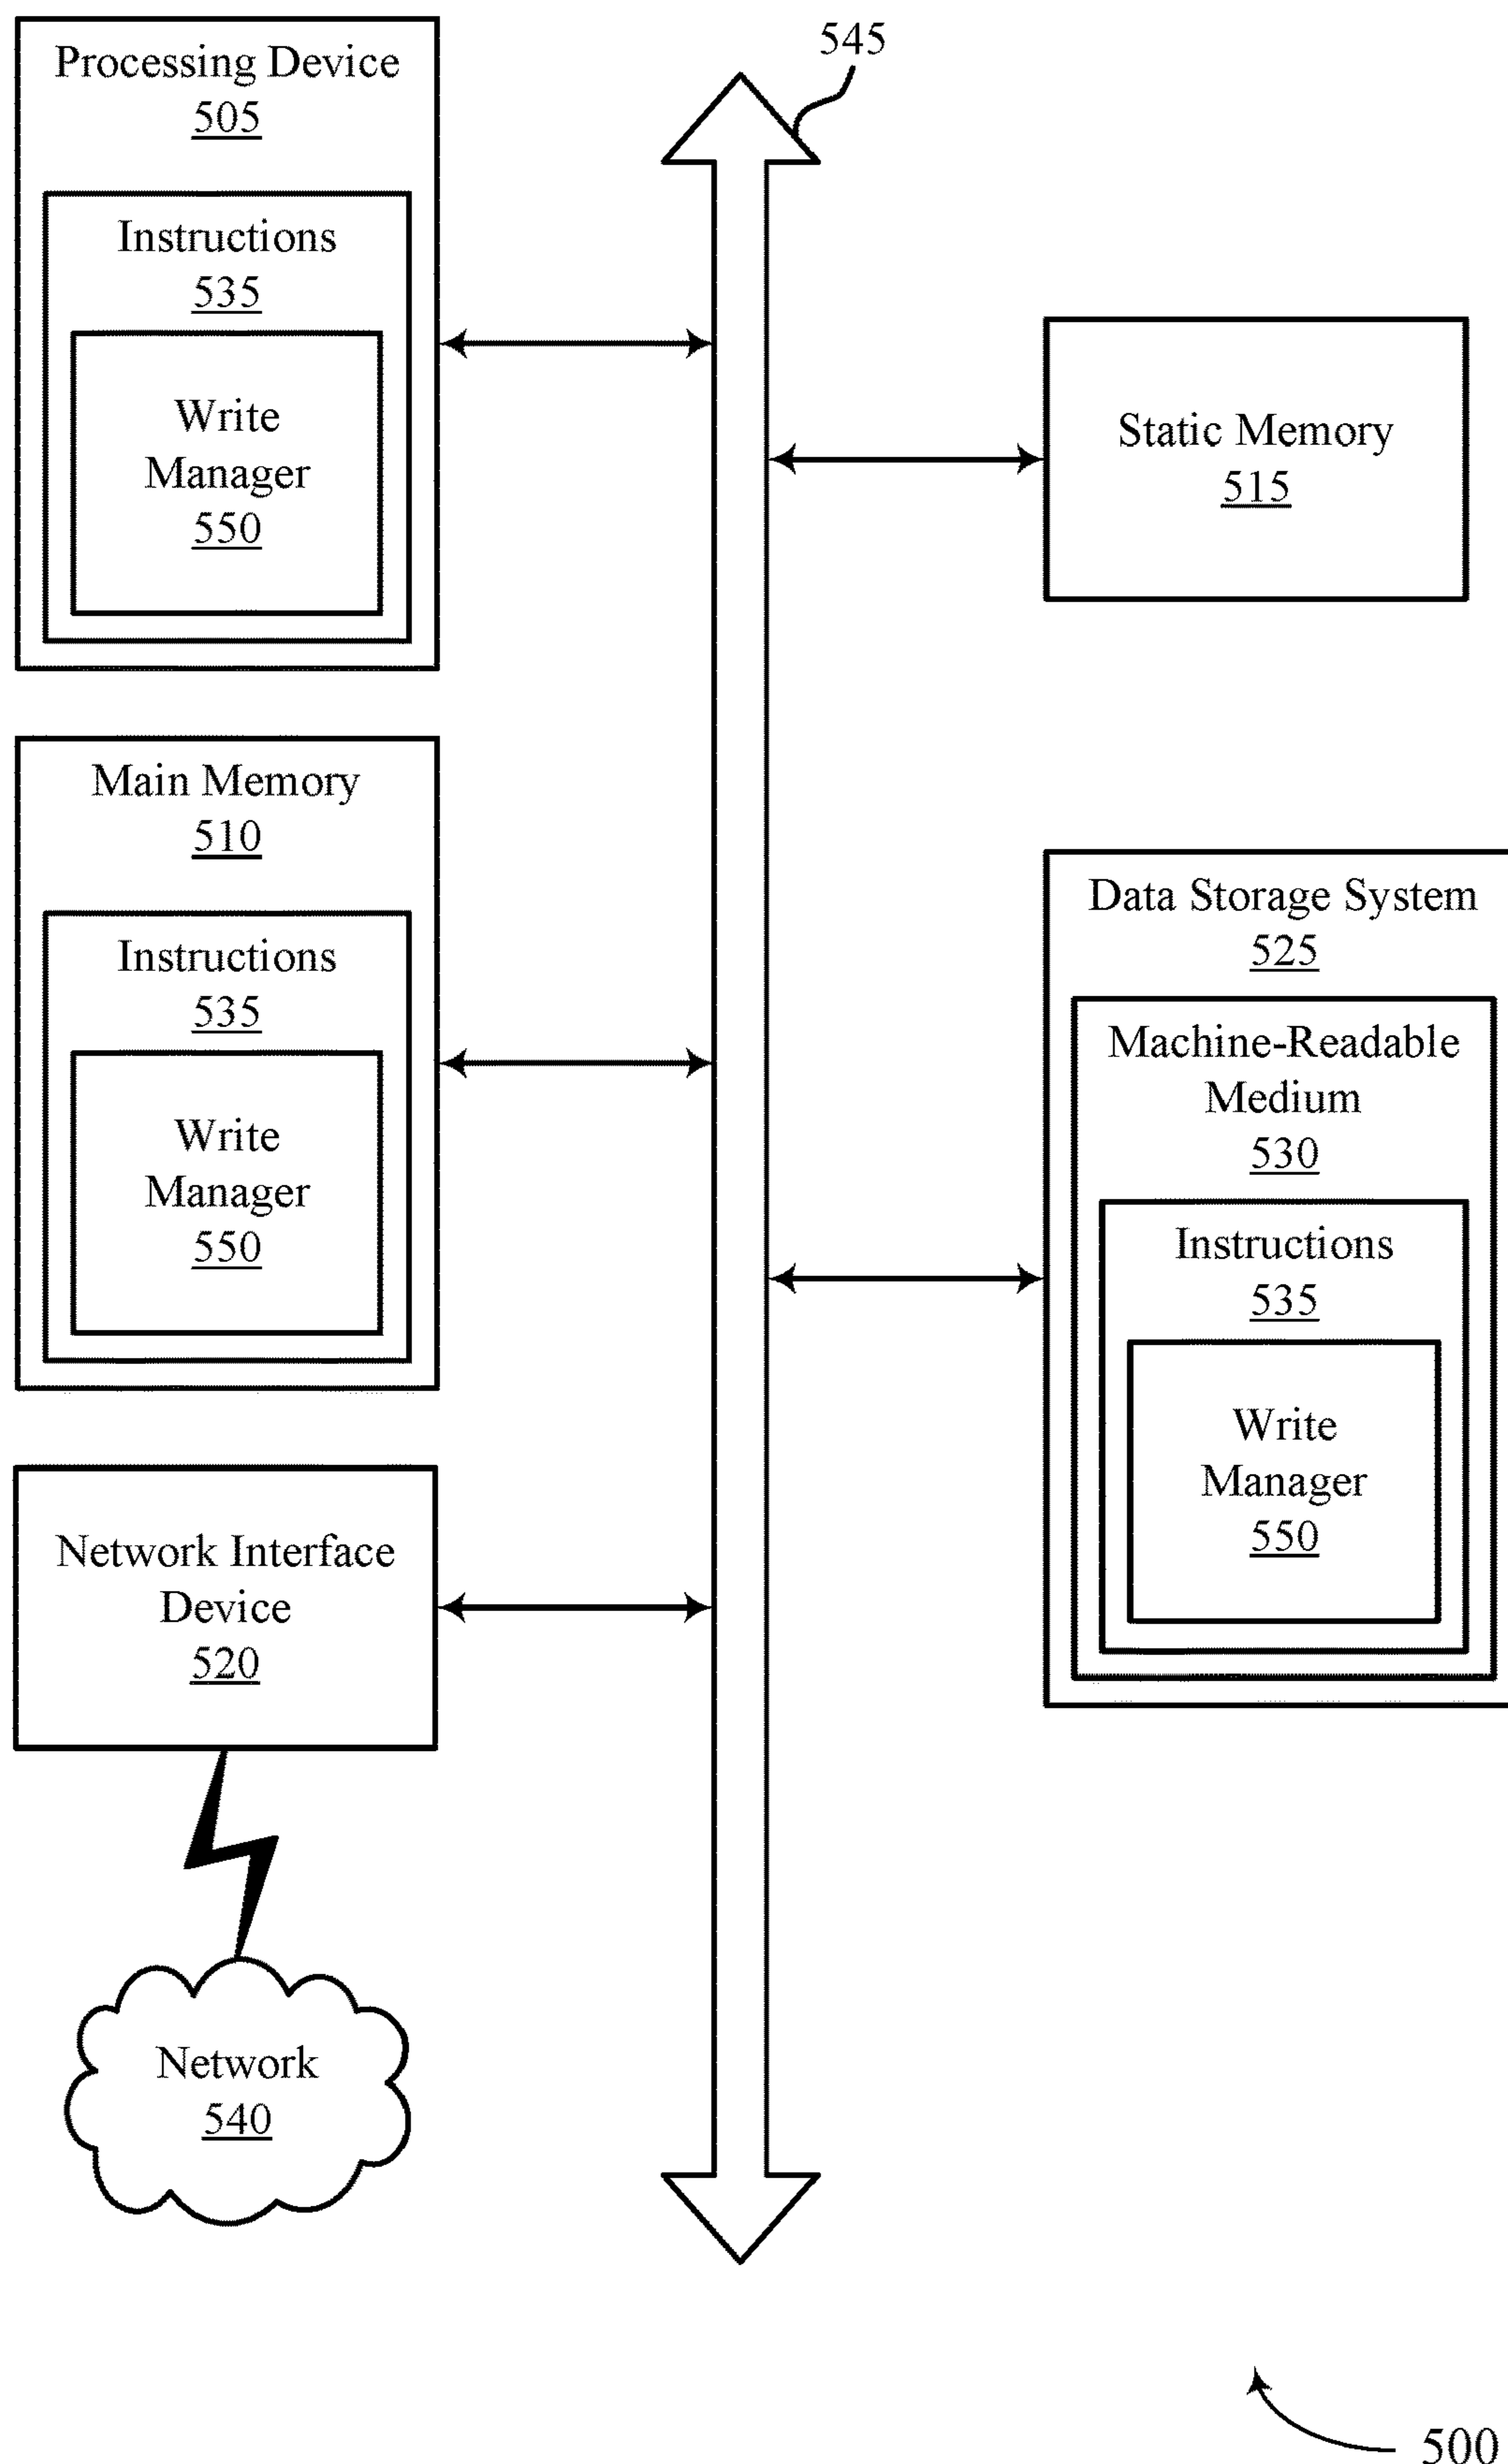 Processing Device
505
Instructions
535
Write
Manager
550
545
Static Memory
515
Main Memory
510
Instructions
535
Write
Manager
550
Data Storage System
525
Machine-Readable
Medium
530
Instructions
535
Write
Manager
550
Network Interface
Device
520
Network
540
500